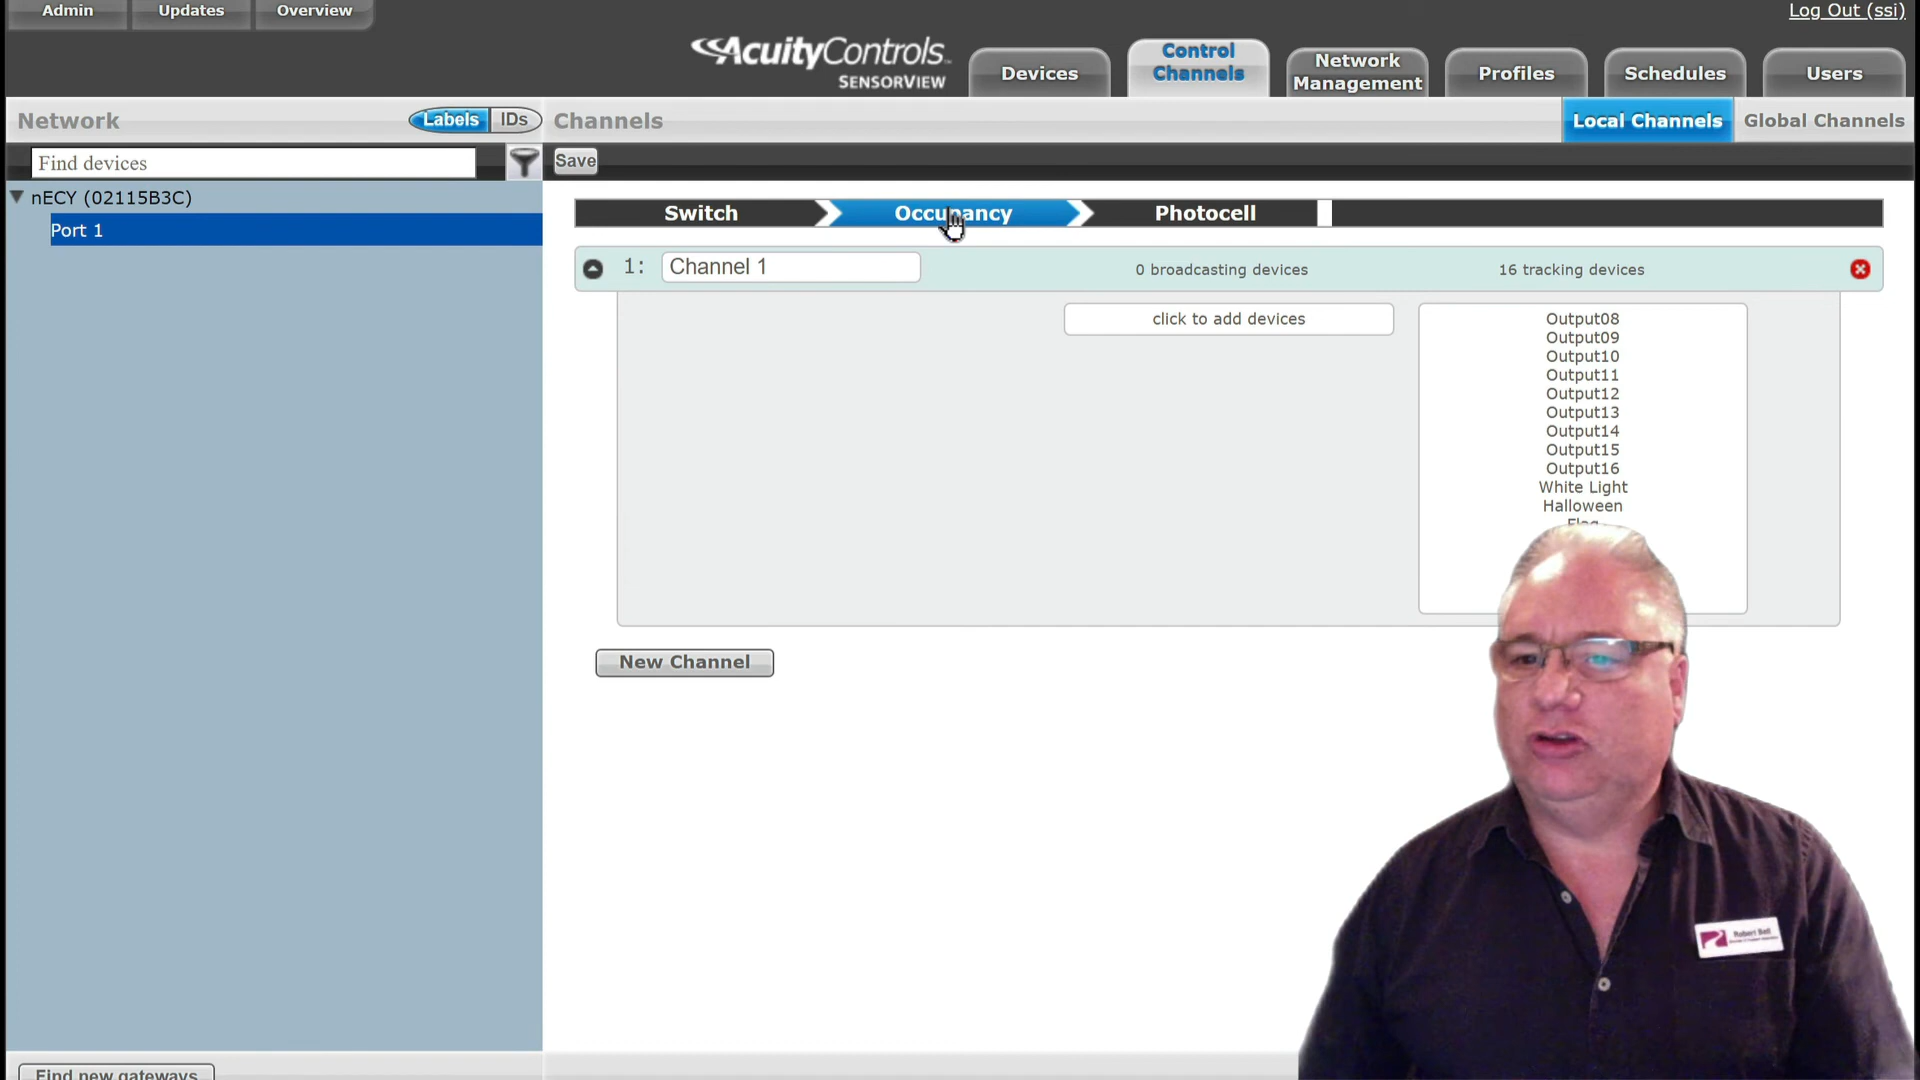 Admin
Updates
Overview
Log Out (ssi)
AcuityControls
SENSORVIEW
Devices
Control
Channels
Network
Management
Profiles
Schedules
Users
Network
Labels
IDs
Channels
Local Channels
Global Channels
Find devices
Save
nECY (02115B3C)
Port 1
Switch
Occupancy
Photocell
1:
Channel 1
0 broadcasting devices
16 tracking devices
click to add devices
Output08
Output09
Output10
Output11
Output12
Output13
Output14
Output15
Output16
White Light
Halloween
Flag
New Channel
Robert Bell
Find new gateways